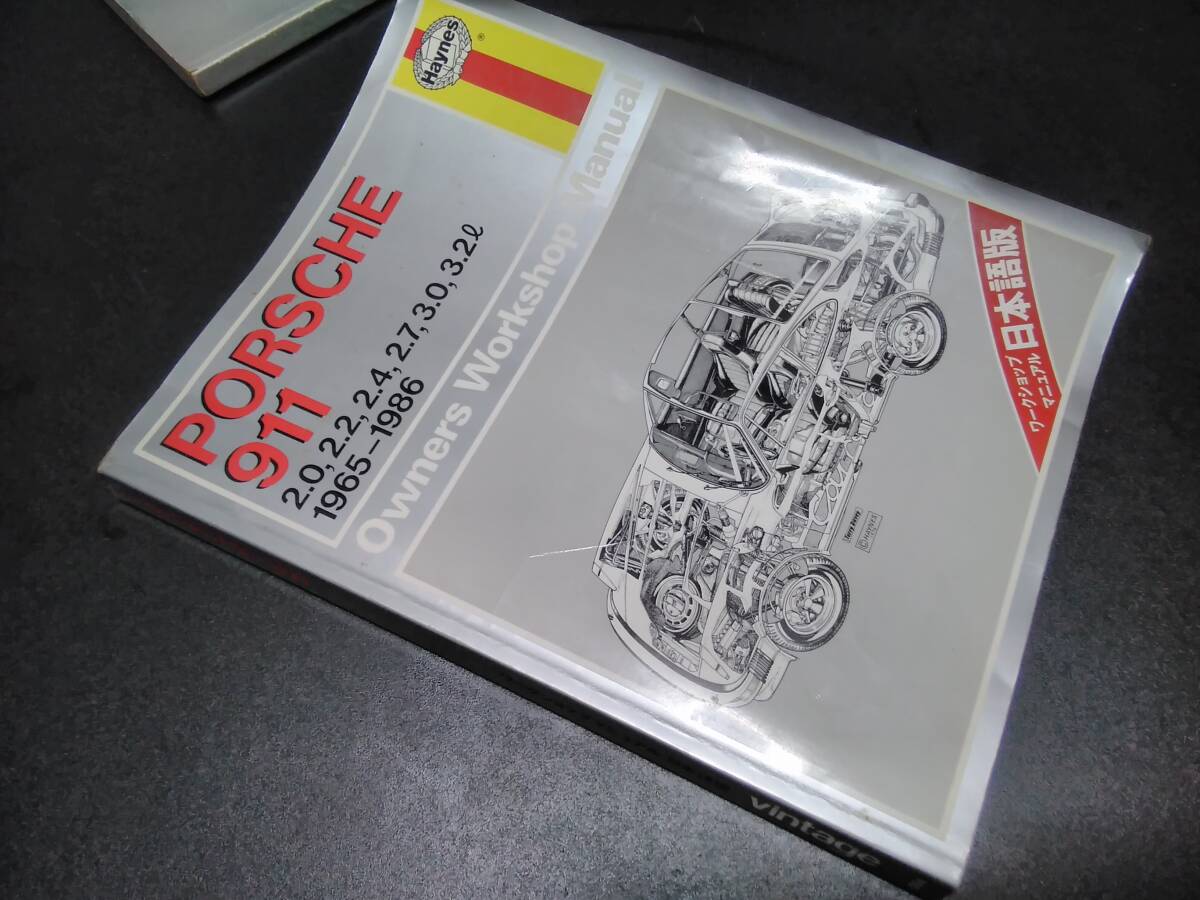 Haynes
®
PORSCHE
911
2.0, 2.2, 2.4, 2.7, 3.0, 3.2ℓ
1965–1986
Owners Workshop Manual
ワークショップ
マニュアル
日本語版
© HAYNES
vintage